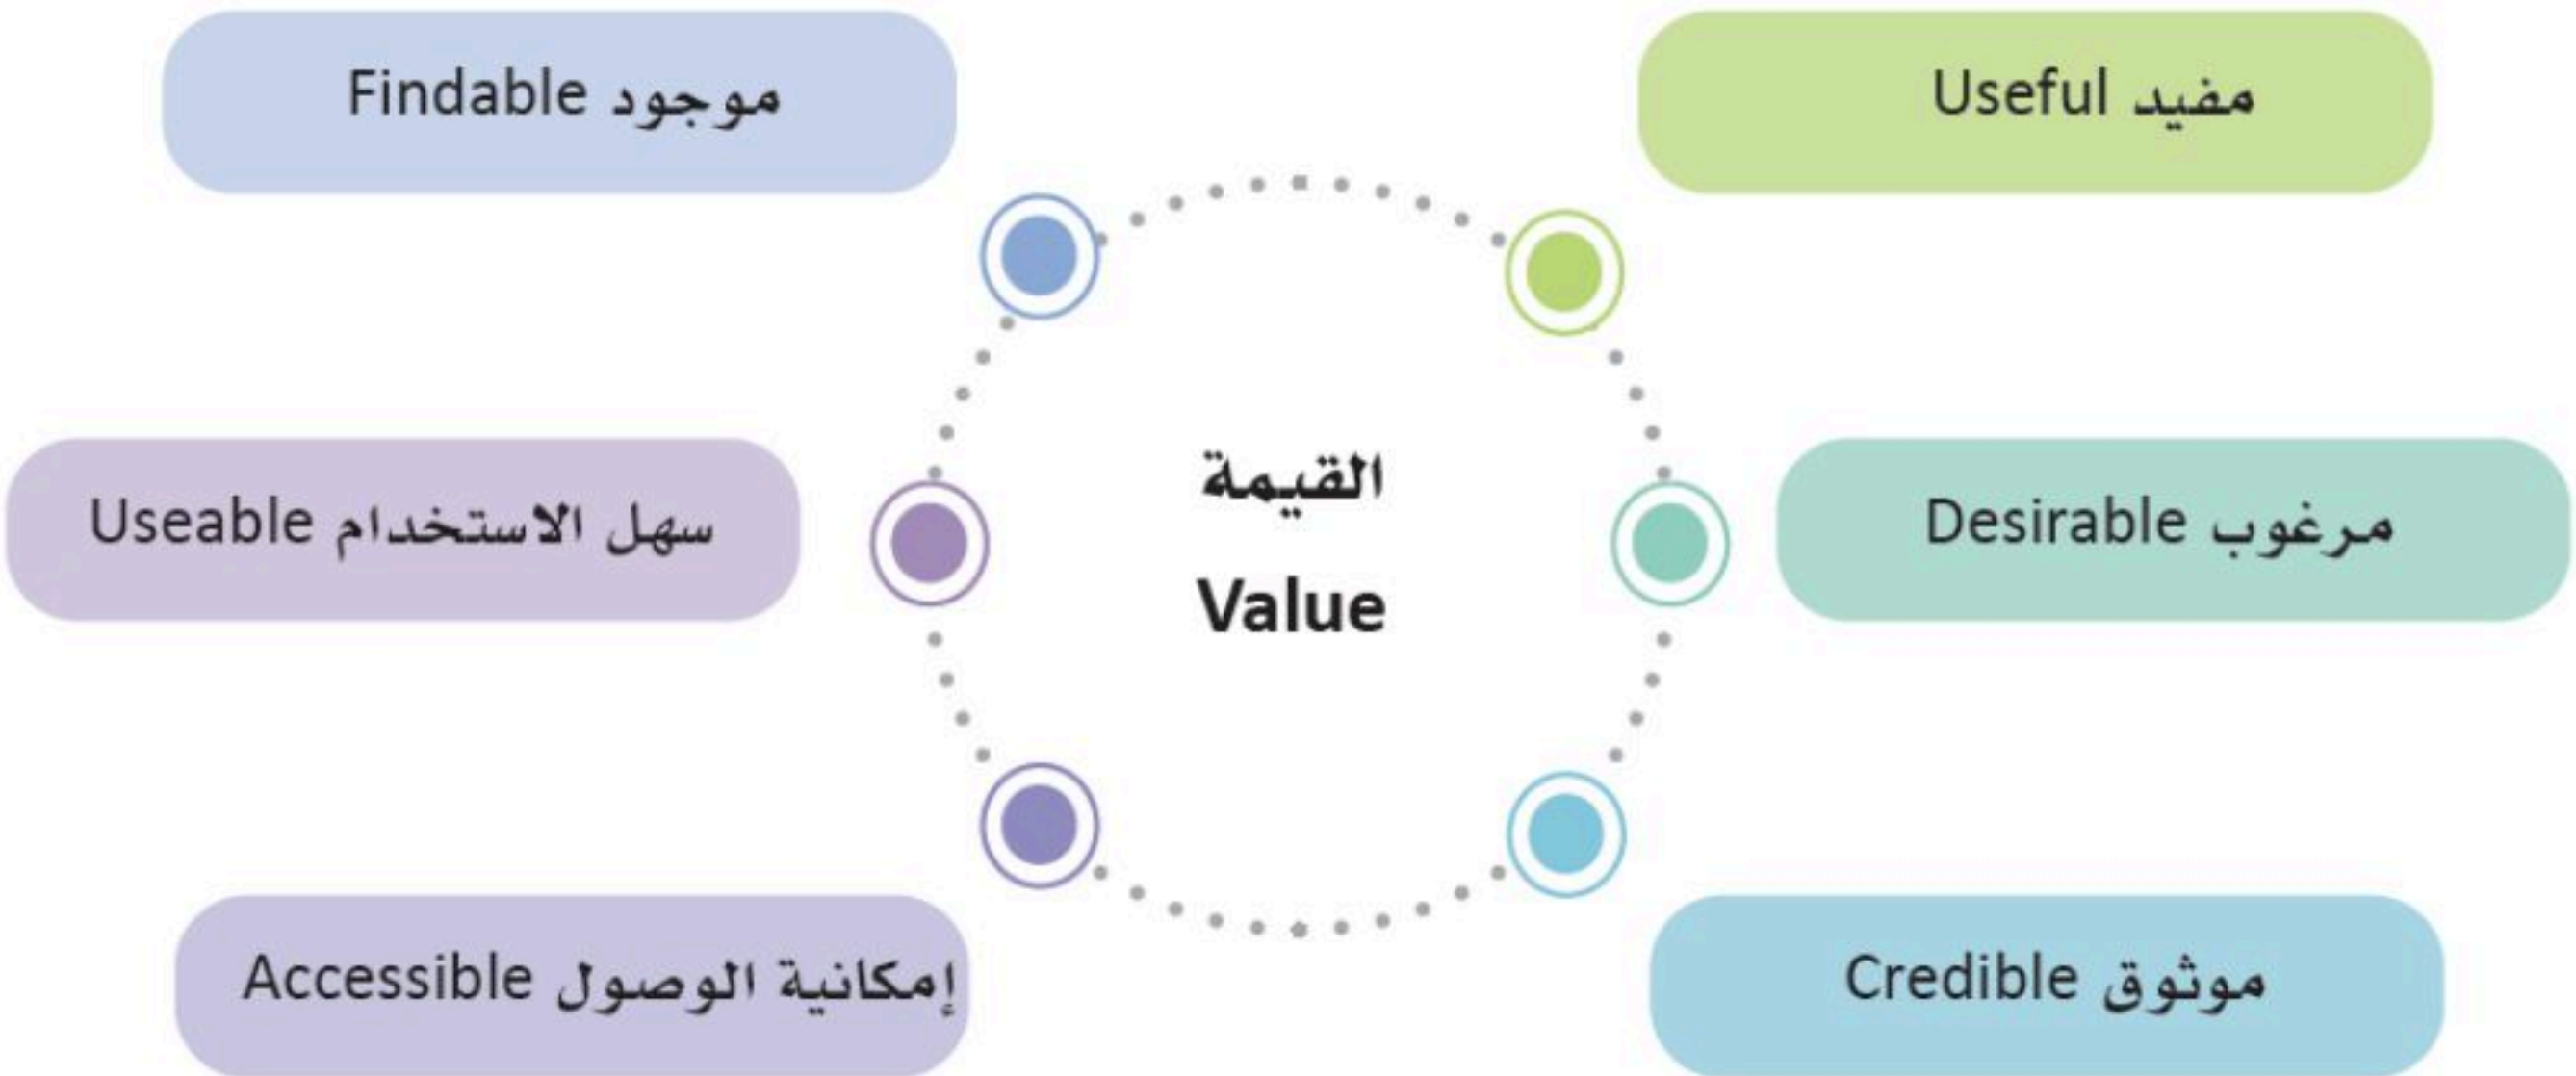 مفيد Useful
موجود Findable
القيمة
Value
مرغوب Desirable
سهل الاستخدام Useable
موثوق Credible
إمكانية الوصول Accessible